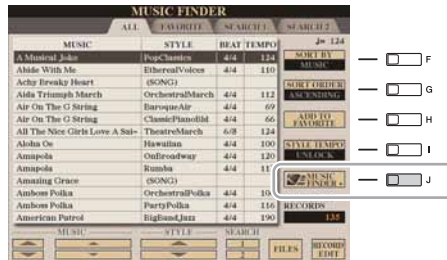 MUSIC FINDER
ALL FAVORITE SEARCH 1 SEARCH 2
MUSIC STYLE BEAT TEMPO
♩= 124
A Musical Joke PopClassics 4/4 124
Abide With Me EtherealVoices 4/4 110
Achy Breaky Heart (SONG)
Aida Triumph March OrchestralMarch 4/4 112
Air On The G String BaroqueAir 4/4 69
Air On The G String ClassicPianoBld 4/4 66
All The Nice Girls Love A Sai~ TheatreMarch 6/8 124
Aloha Oe Hawaiian 4/4 100
Amapola OnBroadway 4/4 120
Amapola Rumba 4/4
Amazing Grace (SONG)
Amboss Polka OrchestralPolka 4/4
Amboss Polka PartyPolka 4/4 116
American Patrol BigBandJazz 4/4 190
SORT BY
MUSIC
F
SORT ORDER
ASCENDING
G
ADD TO
FAVORITE
H
STYLE TEMPO
UNLOCK
I
MUSIC
FINDER +
J
RECORDS
135
MUSIC STYLE SEARCH
1
2
FILES
RECORD
EDIT